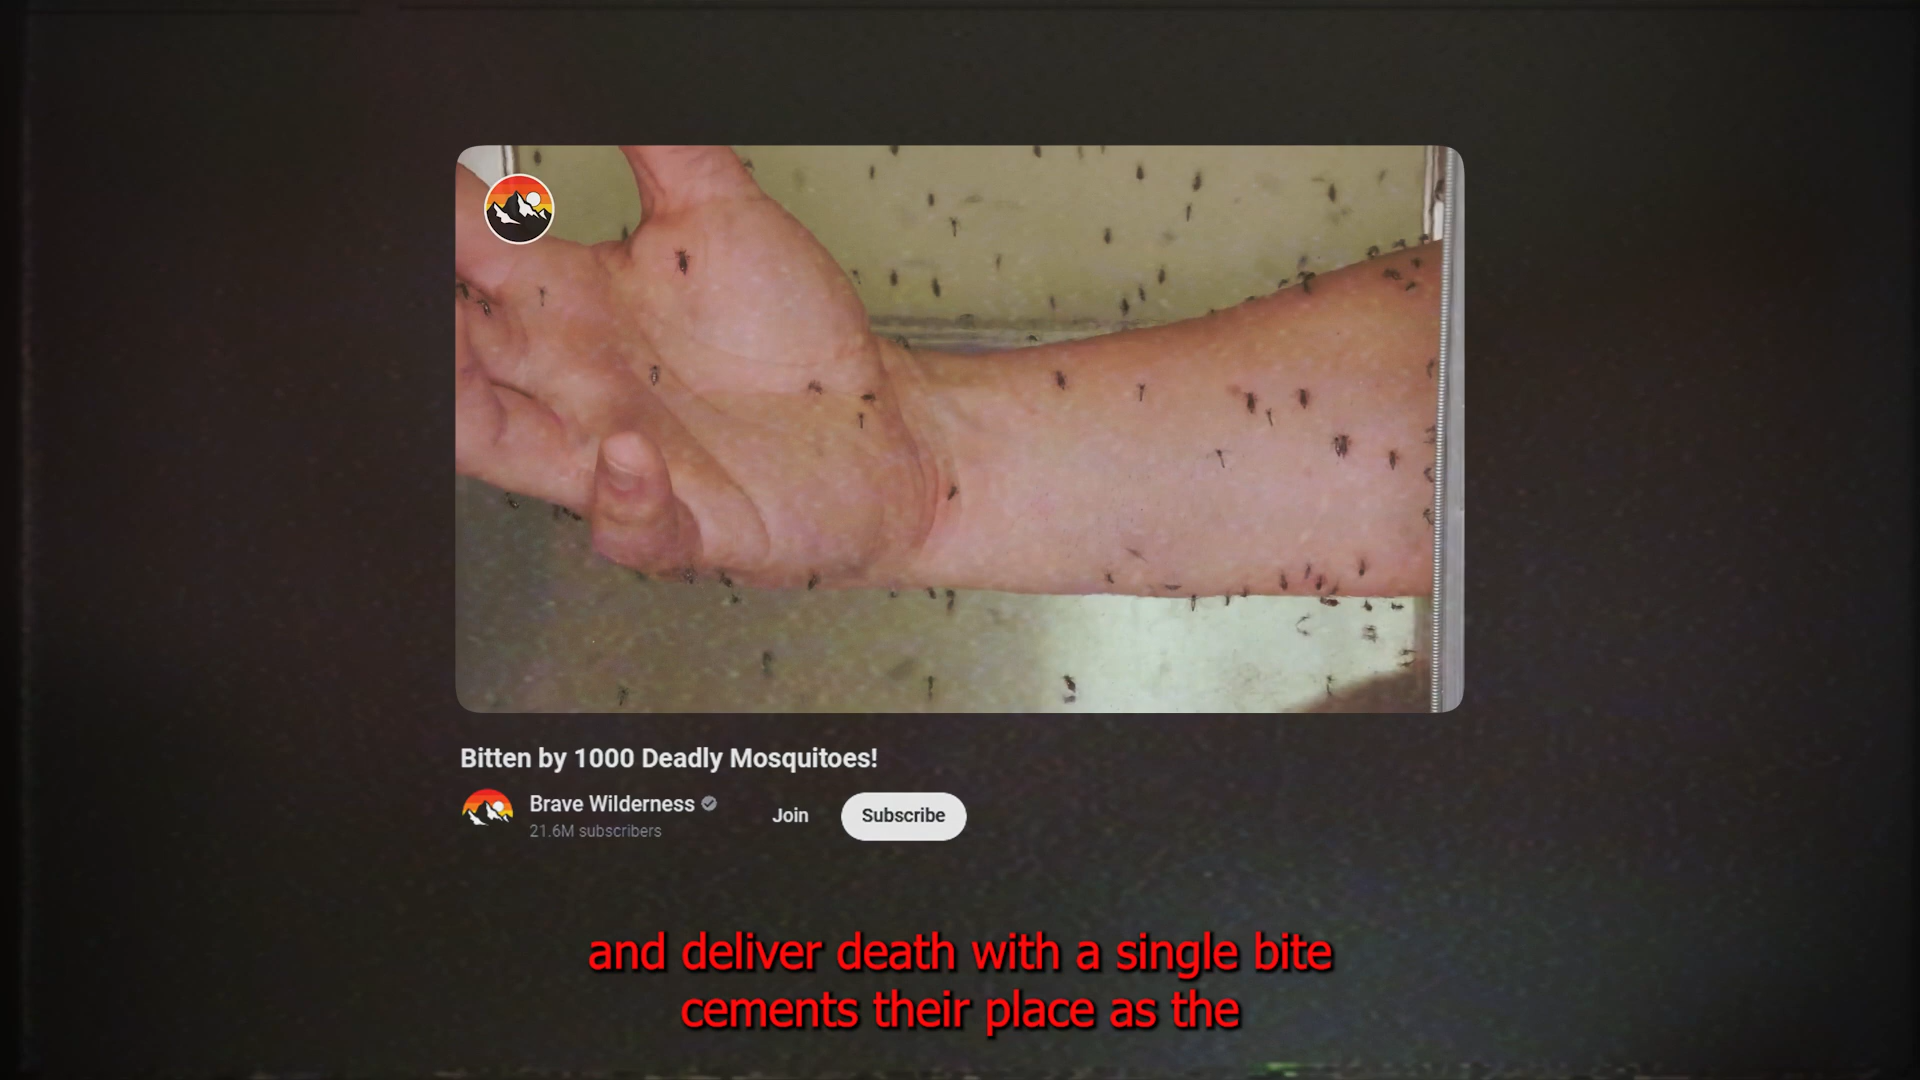 Bitten by 1000 Deadly Mosquitoes!
Brave Wilderness
21.6M subscribers
Join
Subscribe
and deliver death with a single bite
cements their place as the